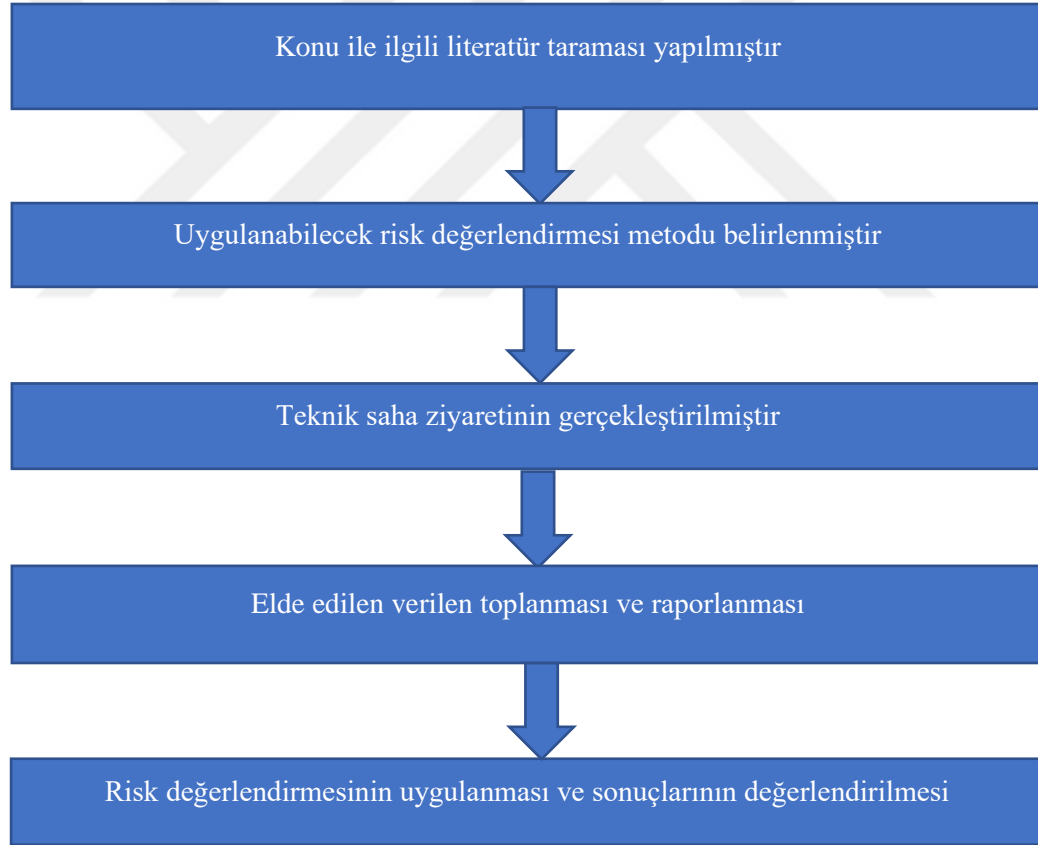 Konu ile ilgili literatür taraması yapılmıştır
Uygulanabilecek risk değerlendirmesi metodu belirlenmiştir
Teknik saha ziyaretinin gerçekleştirilmiştir
Elde edilen verilen toplanması ve raporlanması
Risk değerlendirmesinin uygulanması ve sonuçlarının değerlendirilmesi